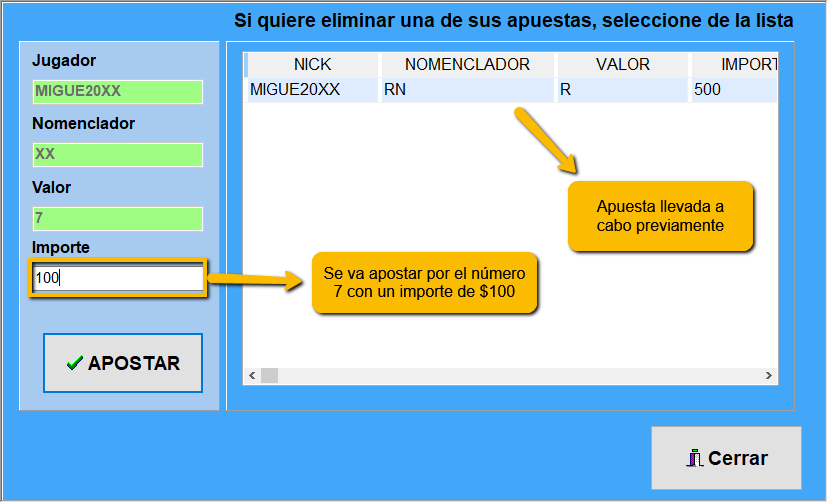 Si quiere eliminar una de sus apuestas, seleccione de la lista
Jugador
MIGUE20XX
Nomenclador
XX
Valor
7
Importe
100
APOSTAR
NICK NOMENCLADOR VALOR IMPORT
MIGUE20XX RN R 500
Apuesta llevada a
cabo previamente
Se va apostar por el número
7 con un importe de $100
Cerrar